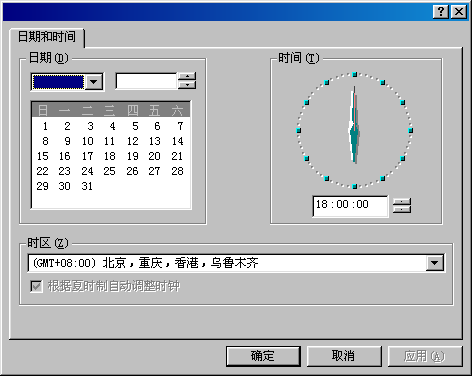 日期和时间
日期(D)
日 一 二 三 四 五 六
1 2 3 4 5 6 7
8 9 10 11 12 13 14
15 16 17 18 19 20 21
22 23 24 25 26 27 28
29 30 31
时间(T)
18:00:00
时区(Z)
(GMT+08:00) 北京，重庆，香港，乌鲁木齐
根据夏时制自动调整时钟
确定 取消 应用(A)